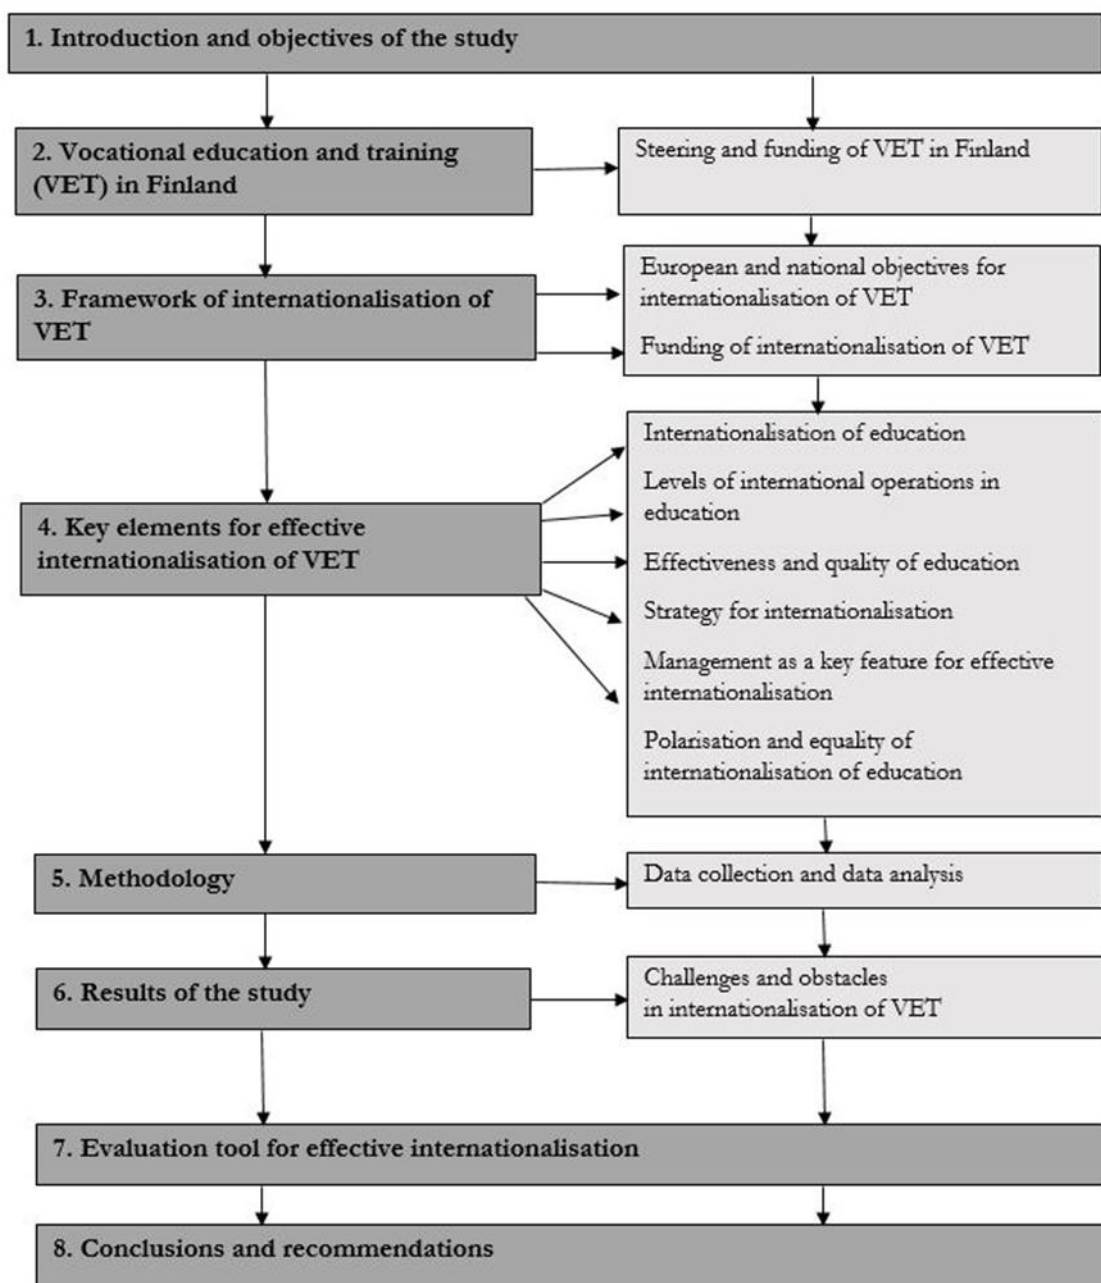 1. Introduction and objectives of the study
2. Vocational education and training
(VET) in Finland
Steering and funding of VET in Finland
3. Framework of internationalisation of
VET
European and national objectives for
internationalisation of VET
Funding of internationalisation of VET
4. Key elements for effective
internationalisation of VET
Internationalisation of education
Levels of international operations in
education
Effectiveness and quality of education
Strategy for internationalisation
Management as a key feature for effective
internationalisation
Polarisation and equality of
internationalisation of education
5. Methodology
Data collection and data analysis
6. Results of the study
Challenges and obstacles
in internationalisation of VET
7. Evaluation tool for effective internationalisation
8. Conclusions and recommendations